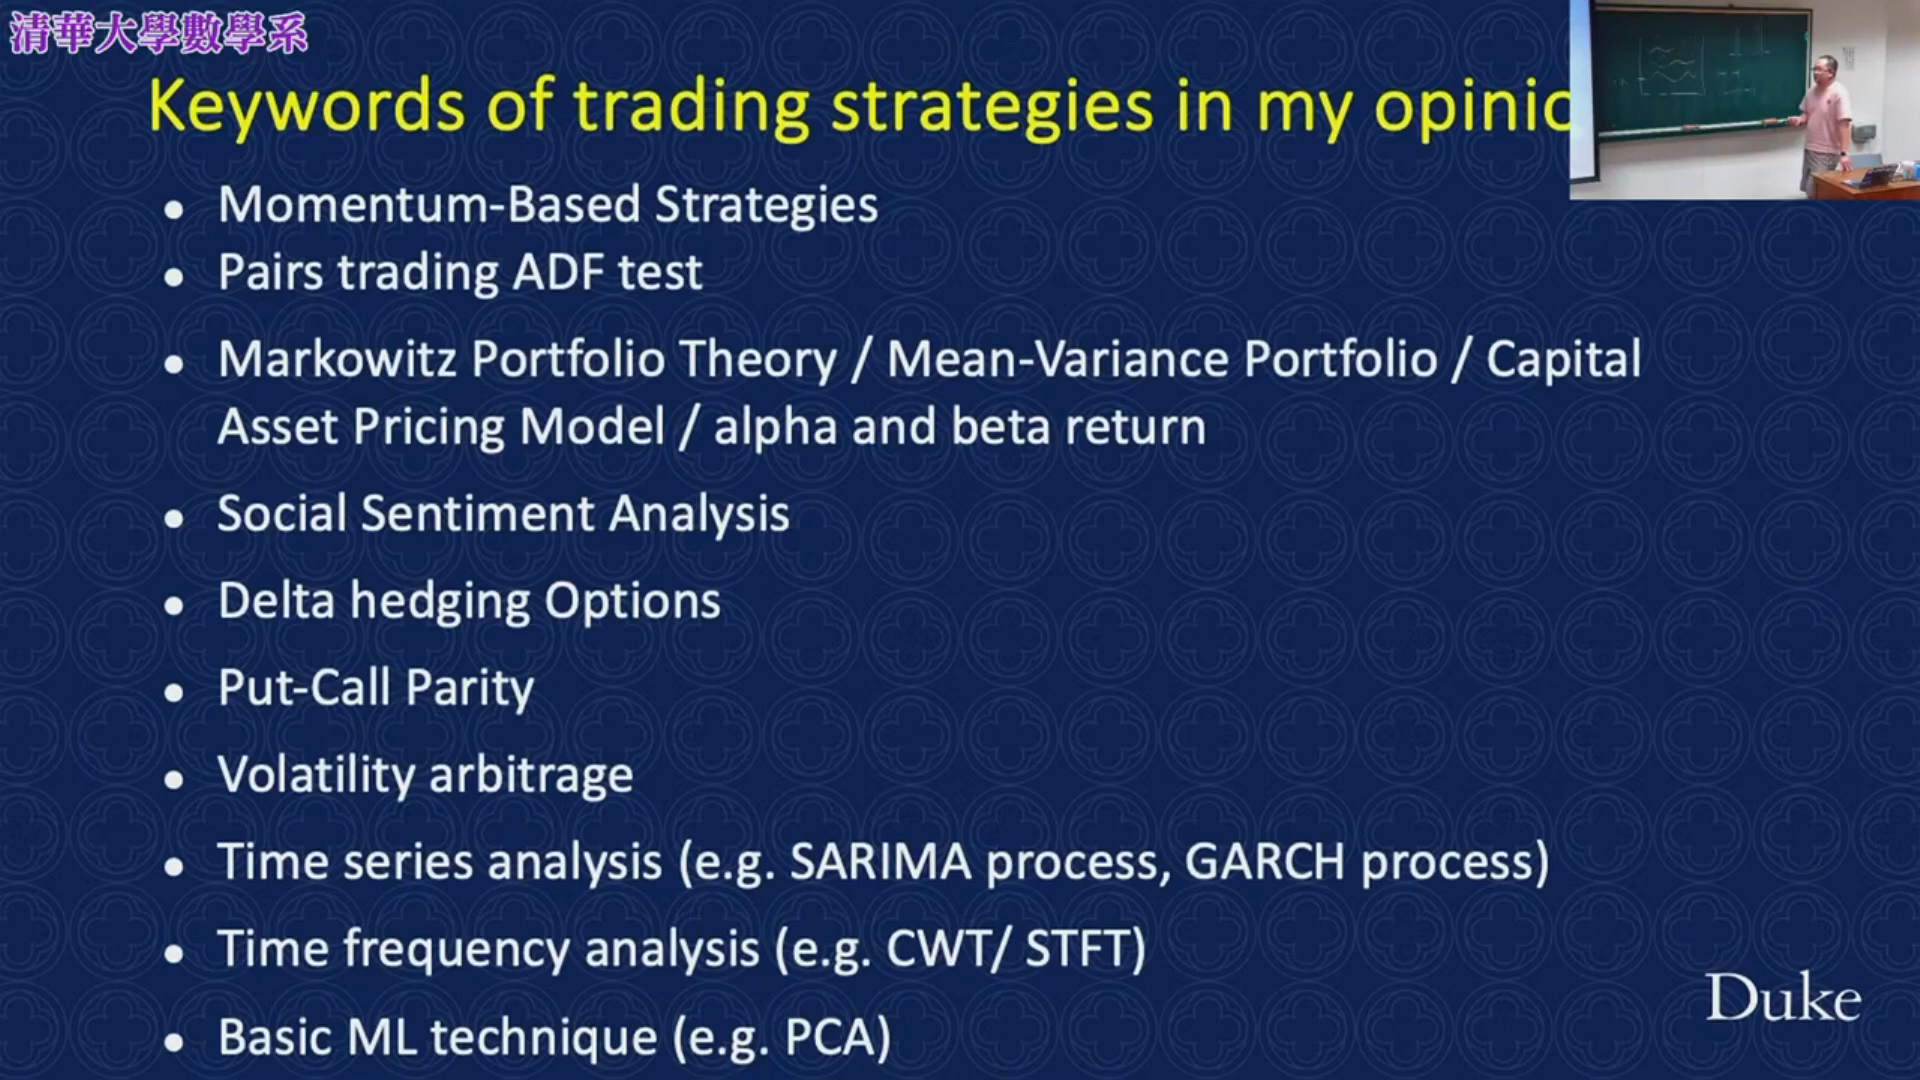 清華大學數學系
Keywords of trading strategies in my opinio
• Momentum-Based Strategies
• Pairs trading ADF test
• Markowitz Portfolio Theory / Mean-Variance Portfolio / Capital
Asset Pricing Model / alpha and beta return
• Social Sentiment Analysis
• Delta hedging Options
• Put-Call Parity
• Volatility arbitrage
• Time series analysis (e.g. SARIMA process, GARCH process)
• Time frequency analysis (e.g. CWT/ STFT)
• Basic ML technique (e.g. PCA)
Duke